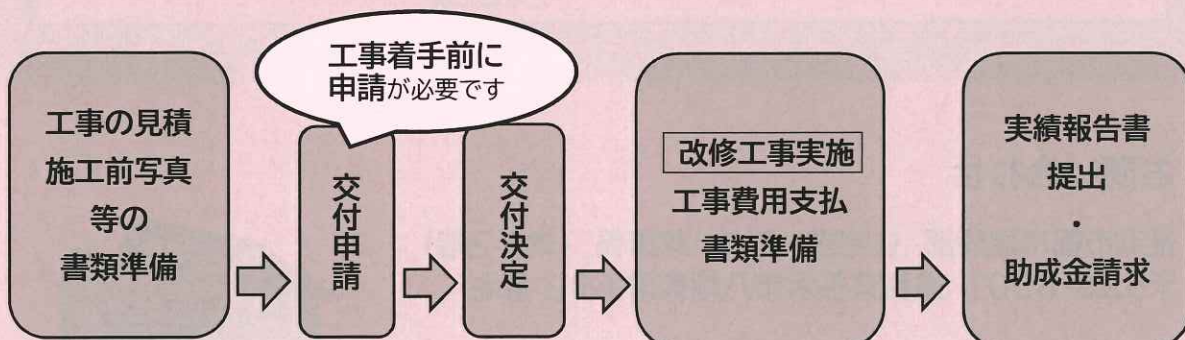 工事着手前に
申請が必要です
工事の見積
施工前写真
等の
書類準備
交付申請
交付決定
改修工事実施
工事費用支払
書類準備
実績報告書
提出
・
助成金請求